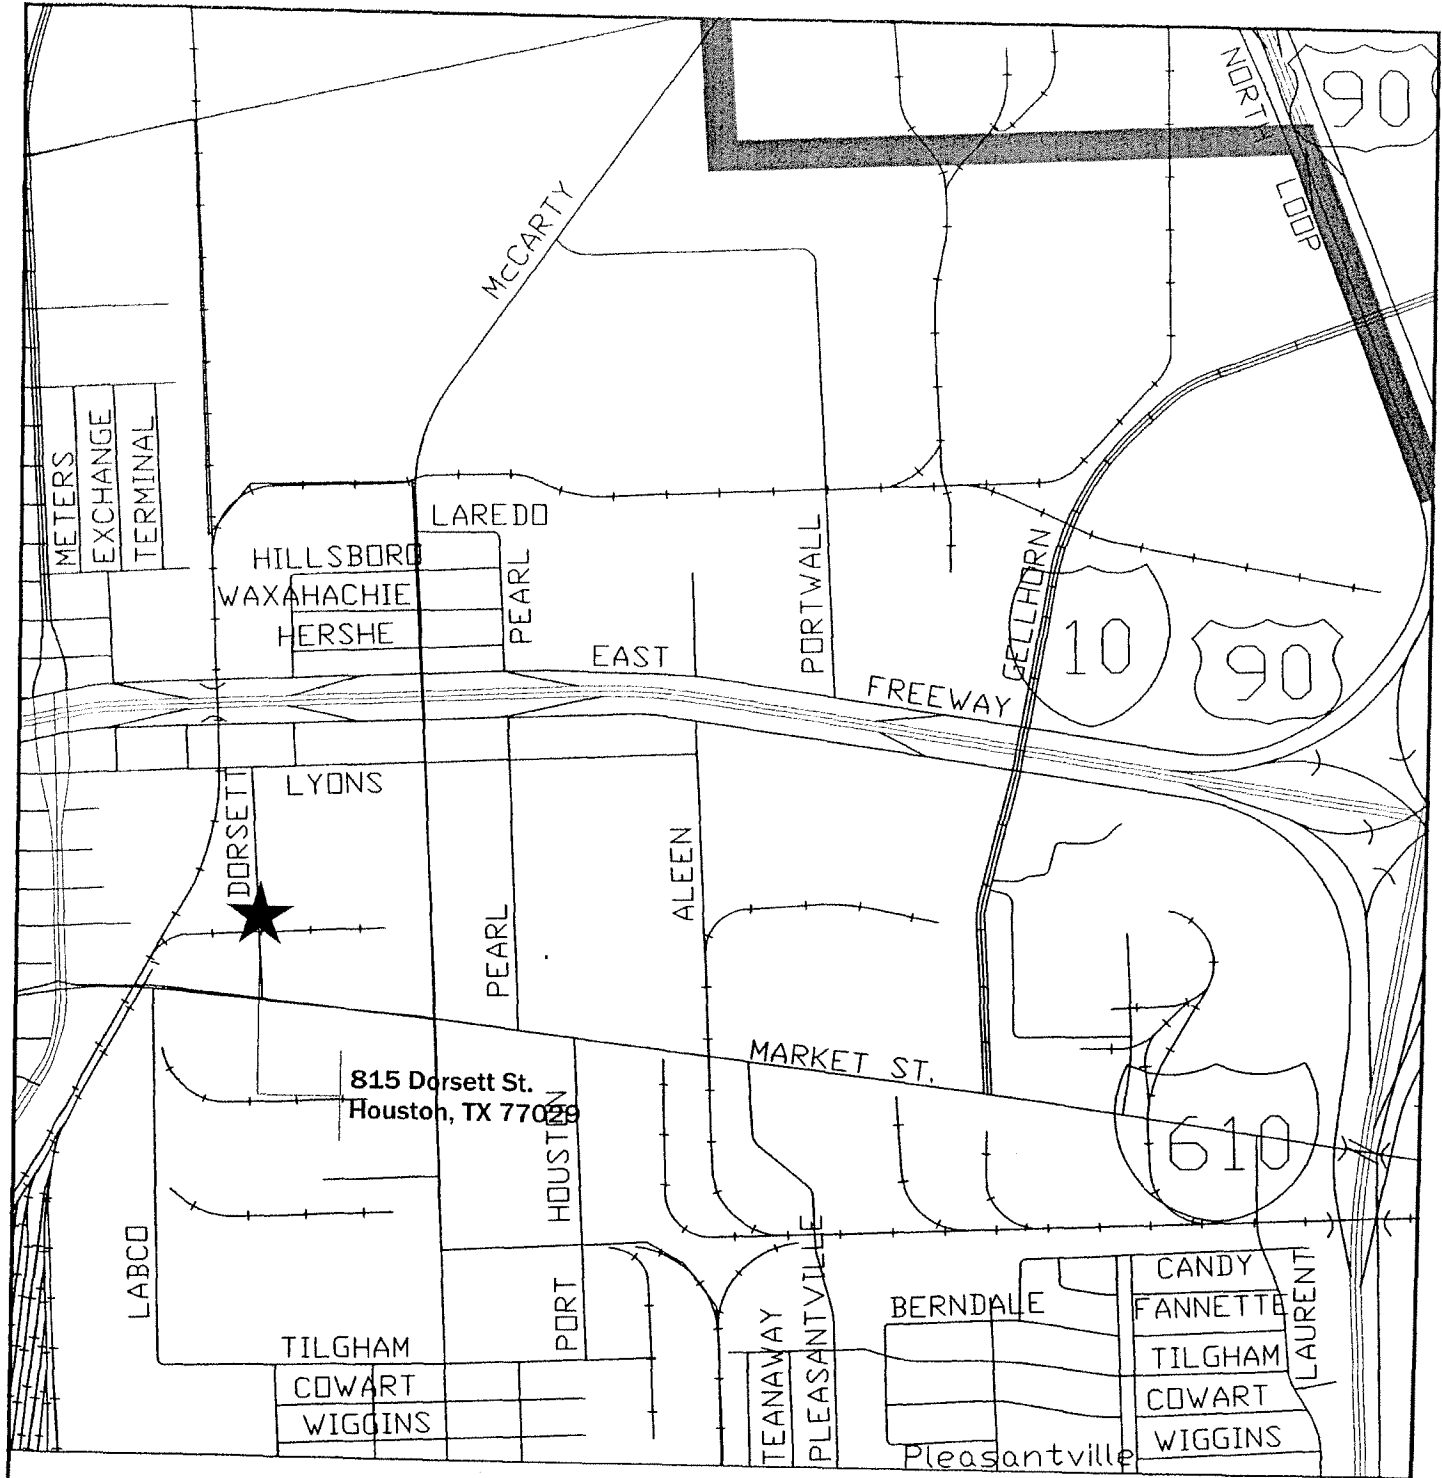 NORTH
90
LOOP
McCARTY
METERS
EXCHANGE
TERMINAL
LAREDO
HILLSBORO
WAXAHACHIE
HERSHE
PEARL
PORTWALL
GELLHORN
10
90
EAST
FREEWAY
LYONS
DORSETT
ALEEN
PEARL
MARKET ST.
815 Dorsett St.
Houston, TX 77029
HOUSTON
610
LABCO
PORT
TEANAWAY
PLEASANTVILLE
BERNDALE
CANDY
FANNETTE
LAURENT
TILGHAM
TILGHAM
COWART
COWART
WIGGINS
WIGGINS
Pleasantville